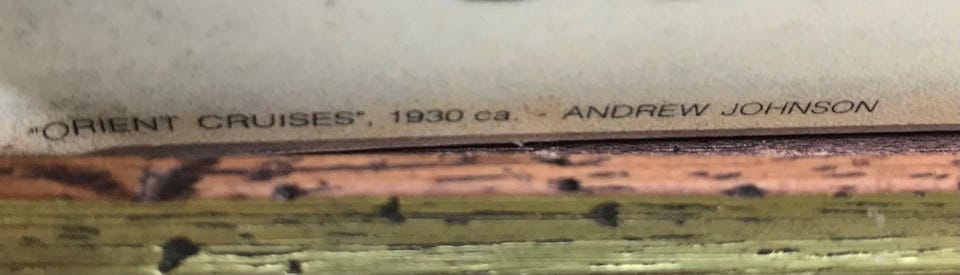 "ORIENT CRUISES", 1930 ca. - ANDREW JOHNSON